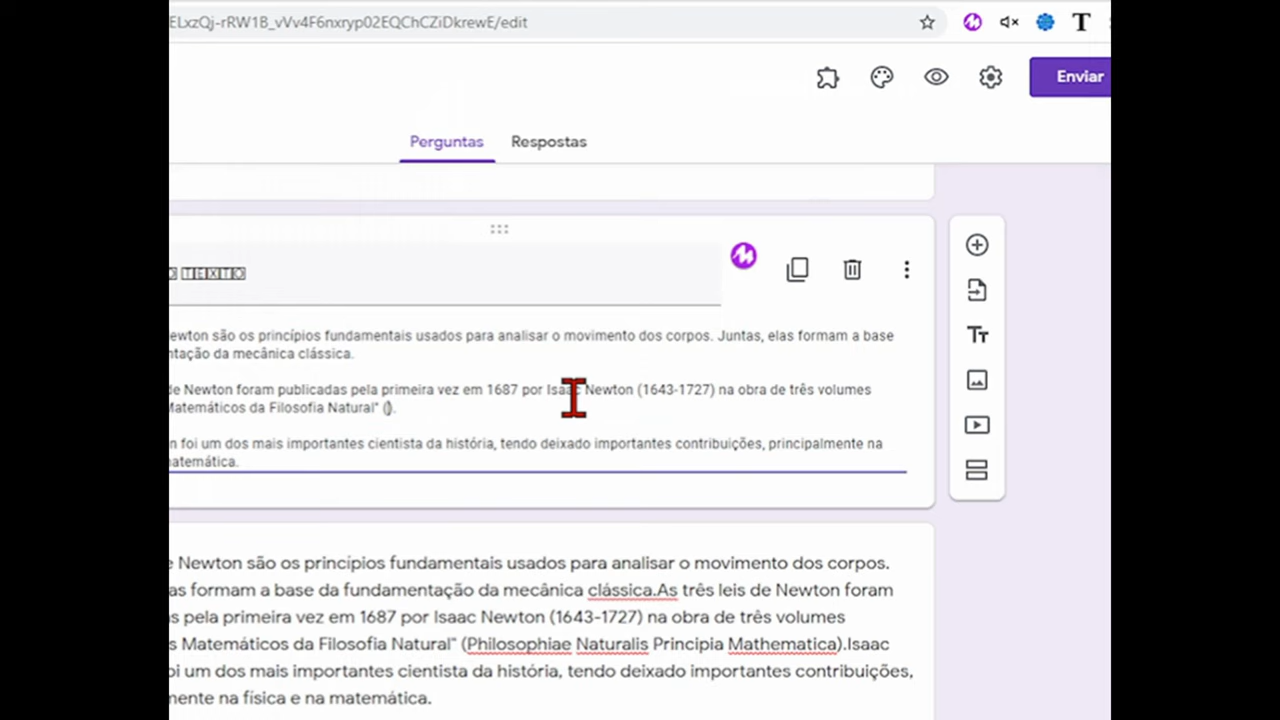 ELxzQj-rRW1B_vVv4F6nxryp02EQChCZiDkrewE/edit
T
Enviar
Perguntas
Respostas
O TEXTO
ewton são os princípios fundamentais usados para analisar o movimento dos corpos. Juntas, elas formam a base
ntação da mecânica clássica.
de Newton foram publicadas pela primeira vez em 1687 por Isaac Newton (1643-1727) na obra de três volumes
Matemáticos da Filosofia Natural" ().
n foi um dos mais importantes cientista da história, tendo deixado importantes contribuições, principalmente na
natemática.
Tт
e Newton são os princípios fundamentais usados para analisar o movimento dos corpos.
as formam a base da fundamentação da mecânica clássica.As três leis de Newton foram
s pela primeira vez em 1687 por Isaac Newton (1643-1727) na obra de três volumes
s Matemáticos da Filosofia Natural" (Philosophiae Naturalis Principia Mathematica).Isaac
oi um dos mais importantes cientista da história, tendo deixado importantes contribuições,
mente na física e na matemática.